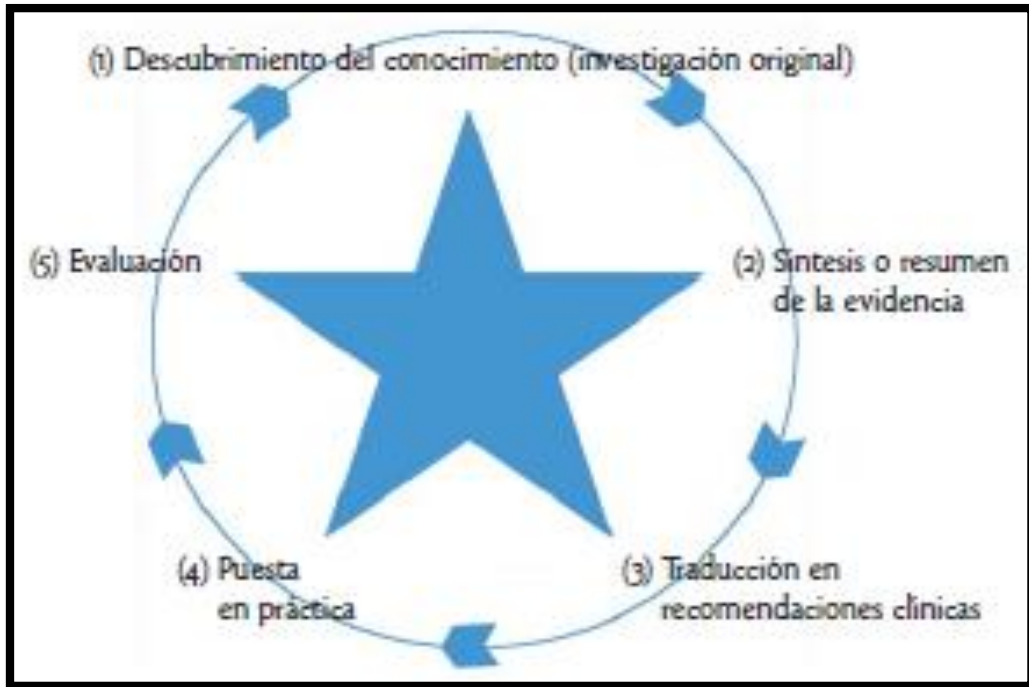 (1) Descubrimiento del conocimiento (investigación original)
(2) Síntesis o resumen
de la evidencia
(3) Traducción en
recomendaciones clínicas
(4) Puesta
en práctica
(5) Evaluación